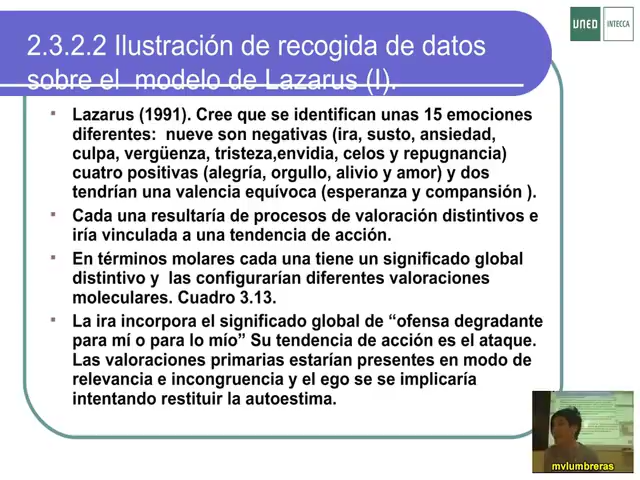 2.3.2.2 Ilustración de recogida de datos
sobre el modelo de Lazarus (I).
UNED
INTECCA
Lazarus (1991). Cree que se identifican unas 15 emociones
diferentes: nueve son negativas (ira, susto, ansiedad,
culpa, vergüenza, tristeza,envidia, celos y repugnancia)
cuatro positivas (alegría, orgullo, alivio y amor) y dos
tendrían una valencia equívoca (esperanza y compansión ).
Cada una resultaría de procesos de valoración distintivos e
iría vinculada a una tendencia de acción.
En términos molares cada una tiene un significado global
distintivo y las configurarían diferentes valoraciones
moleculares. Cuadro 3.13.
La ira incorpora el significado global de “ofensa degradante
para mí o para lo mío” Su tendencia de acción es el ataque.
Las valoraciones primarias estarían presentes en modo de
relevancia e incongruencia y el ego se se implicaría
intentando restituir la autoestima.
mvlumbreras